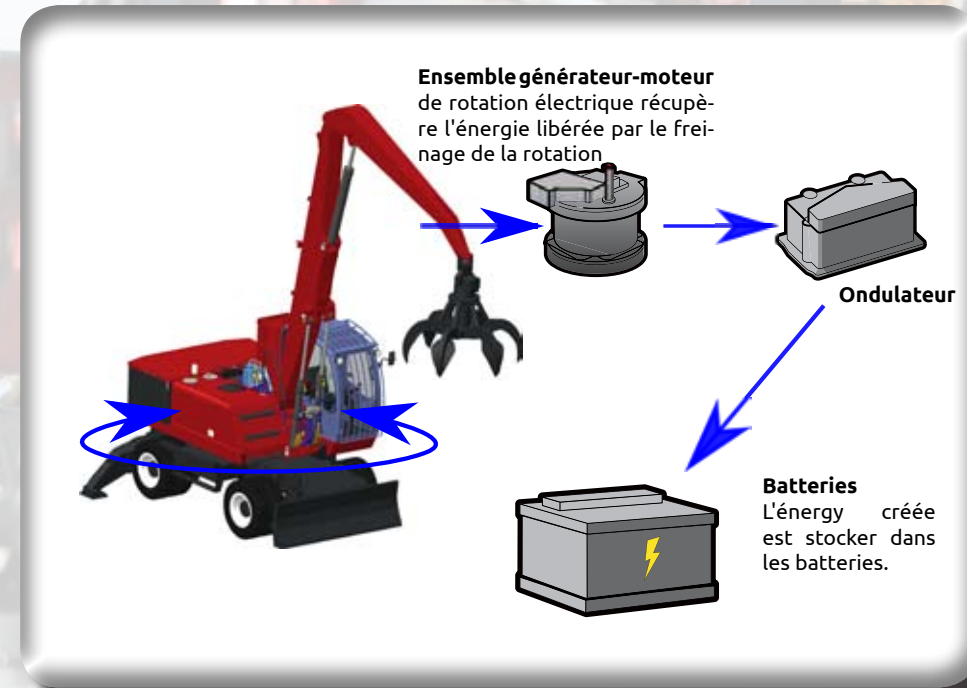 Ensemble générateur-moteur
de rotation électrique récupè-
re l'énergie libérée par le frei-
nage de la rotation
Ondulateur
Batteries
L'énergy créée
est stocker dans
les batteries.